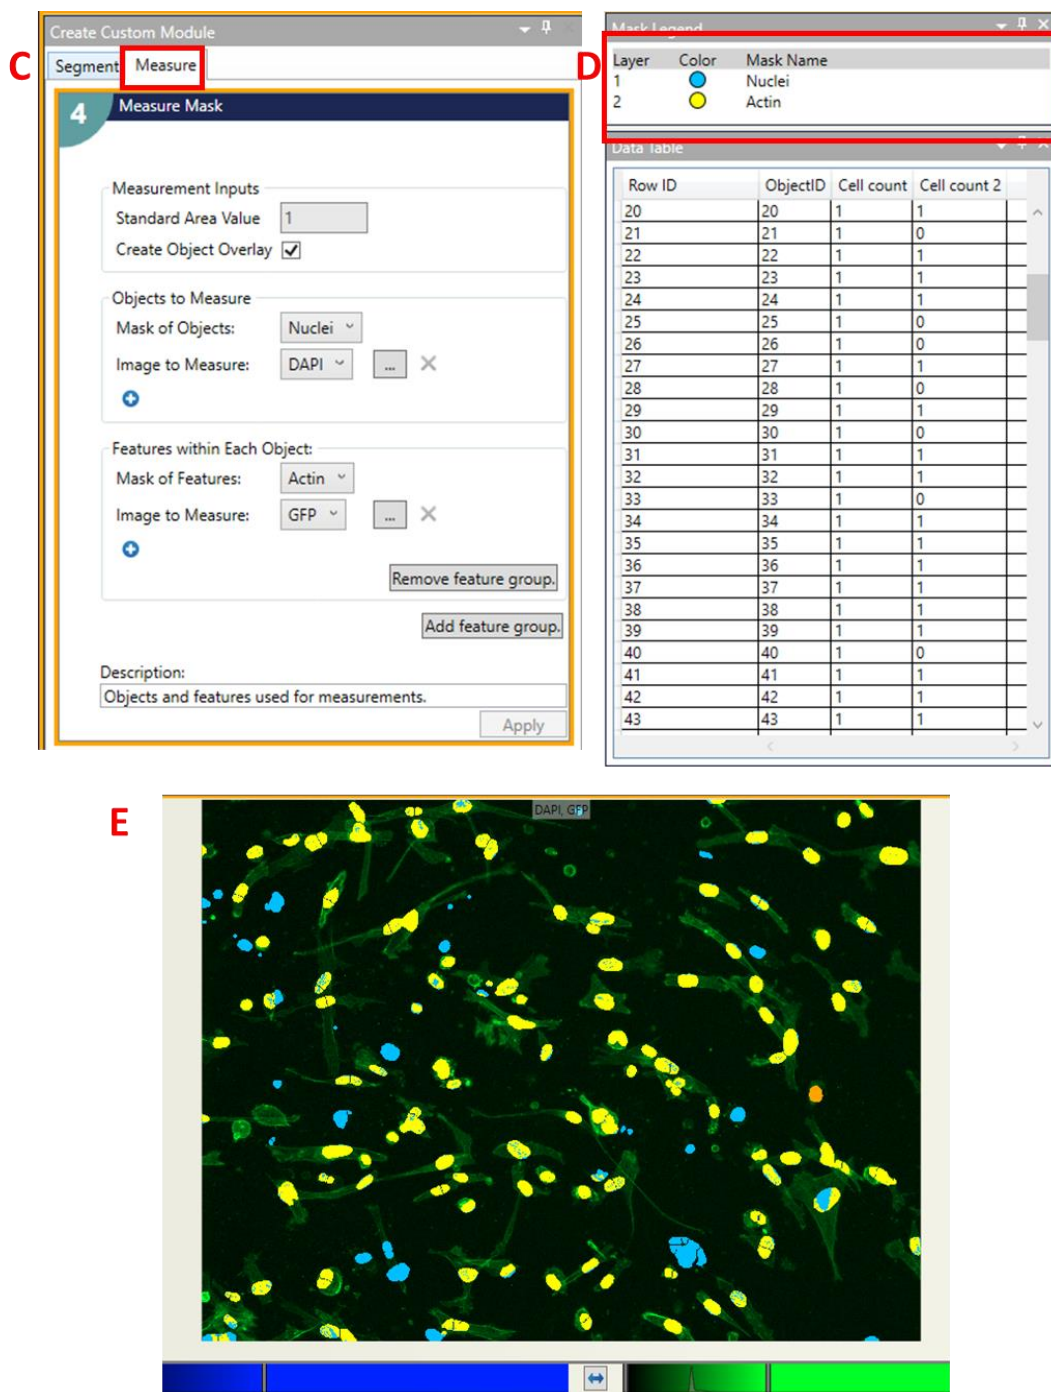 C
Create Custom Module
Segment Measure
4 Measure Mask
Measurement Inputs
Standard Area Value 1
Create Object Overlay
Objects to Measure
Mask of Objects: Nuclei
Image to Measure: DAPI ...
Features within Each Object:
Mask of Features: Actin
Image to Measure: GFP ...
Remove feature group.
Add feature group.
Description:
Objects and features used for measurements.
Apply
D
Mask Legend
Layer Color Mask Name
1 Nuclei
2 Actin
Data Table
Row ID ObjectID Cell count Cell count 2
20 20 1 1
21 21 1 0
22 22 1 1
23 23 1 1
24 24 1 1
25 25 1 0
26 26 1 0
27 27 1 1
28 28 1 0
29 29 1 1
30 30 1 0
31 31 1 1
32 32 1 1
33 33 1 0
34 34 1 1
35 35 1 1
36 36 1 1
37 37 1 1
38 38 1 1
39 39 1 1
40 40 1 0
41 41 1 1
42 42 1 1
43 43 1 1
E
DAPI, GFP